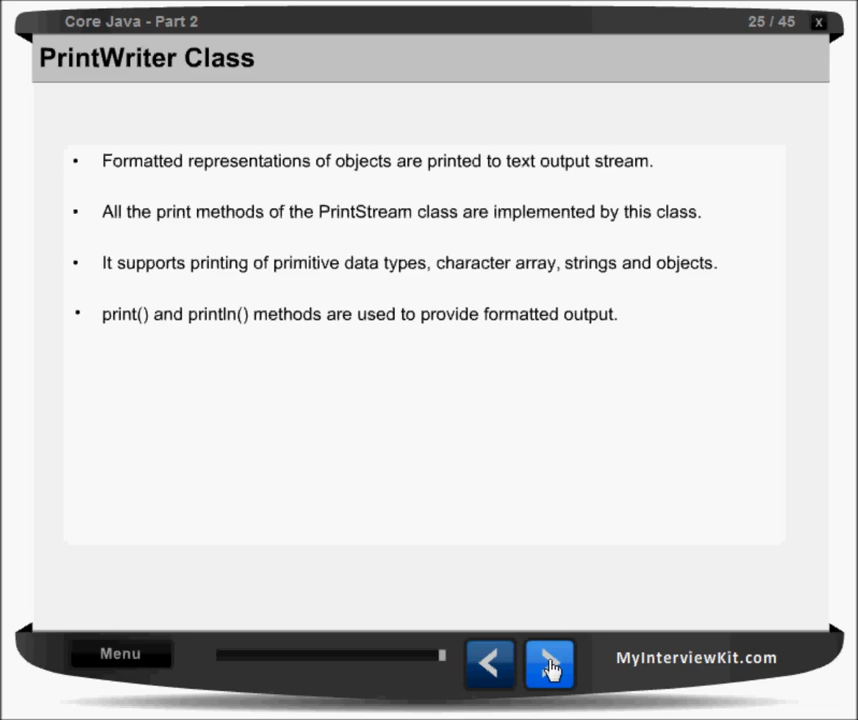 Core Java - Part 2 25 / 45 X
PrintWriter Class
• Formatted representations of objects are printed to text output stream.
• All the print methods of the PrintStream class are implemented by this class.
• It supports printing of primitive data types, character array, strings and objects.
• print() and println() methods are used to provide formatted output.
Menu MyInterviewKit.com